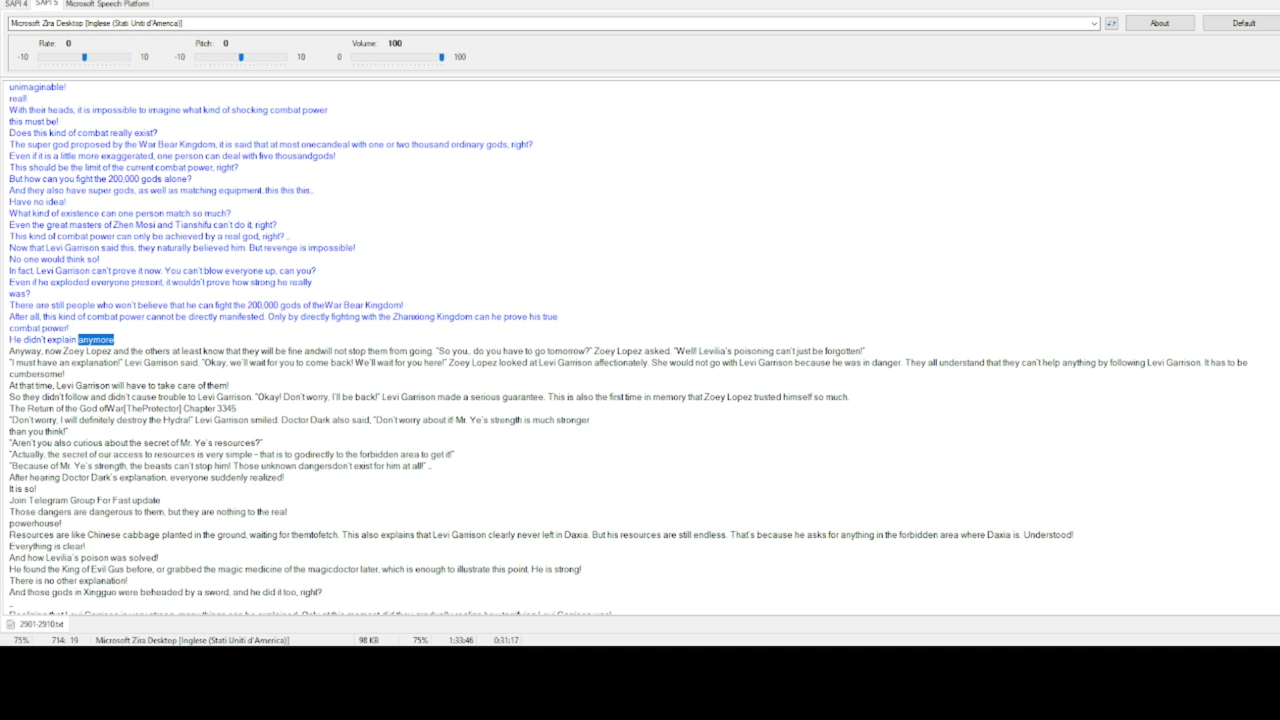 SAPI 4 SAPI 5 Microsoft Speech Platform
Microsoft Zira Desktop [Inglese (Stati Uniti d'America)] About Default
Rate: 0 Pitch: 0 Volume: 100
-10 10 -10 10 0 100
unimaginable!
real!
With their heads, it is impossible to imagine what kind of shocking combat power
this must be!
Does this kind of combat really exist?
The super god proposed by the War Bear Kingdom, it is said that at most onecandeal with one or two thousand ordinary gods, right?
Even if it is a little more exaggerated, one person can deal with five thousandgods!
This should be the limit of the current combat power, right?
But how can you fight the 200,000 gods alone?
And they also have super gods, as well as matching equipment,,this this this..
Have no idea!
What kind of existence can one person match so much?
Even the great masters of Zhen Mosi and Tianshifu can't do it, right?
This kind of combat power can only be achieved by a real god, right? ..
Now that Levi Garrison said this, they naturally believed him. But revenge is impossible!
No one would think so!
In fact, Levi Garrison can't prove it now. You can't blow everyone up, can you?
Even if he exploded everyone present, it wouldn't prove how strong he really
was?
There are still people who won't believe that he can fight the 200,000 gods of theWar Bear Kingdom!
After all, this kind of combat power cannot be directly manifested. Only by directly fighting with the Zhanxiong Kingdom can he prove his true
combat power!
He didn't explain anymore
Anyway, now Zoey Lopez and the others at least know that they will be fine andwill not stop them from going. "So you.. do you have to go tomorrow?" Zoey Lopez asked. "Well! Levilia's poisoning can't just be forgotten!"
"I must have an explanation!" Levi Garrison said. "Okay, we'll wait for you to come back! We'll wait for you here!" Zoey Lopez looked at Levi Garrison affectionately. She would not go with Levi Garrison because he was in danger. They all understand that they can't help anything by following Levi Garrison. It has to be
cumbersome!
At that time, Levi Garrison will have to take care of them!
So they didn't follow and didn't cause trouble to Levi Garrison. "Okay! Don't worry, I'll be back!" Levi Garrison made a serious guarantee. This is also the first time in memory that Zoey Lopez trusted himself so much.
The Return of the God ofWar[TheProtector] Chapter 3345
"Don't worry, I will definitely destroy the Hydra!" Levi Garrison smiled. Doctor Dark also said, "Don't worry about it! Mr. Ye's strength is much stronger
than you think!"
"Aren't you also curious about the secret of Mr. Ye's resources?"
"Actually, the secret of our access to resources is very simple – that is to godirectly to the forbidden area to get it!"
"Because of Mr. Ye's strength, the beasts can't stop him! Those unknown dangersdon't exist for him at all!" ..
After hearing Doctor Dark's explanation, everyone suddenly realized!
It is so!
Join Telegram Group For Fast update
Those dangers are dangerous to them, but they are nothing to the real
powerhouse!
Resources are like Chinese cabbage planted in the ground, waiting for themtofetch. This also explains that Levi Garrison clearly never left in Daxia. But his resources are still endless. That's because he asks for anything in the forbidden area where Daxia is. Understood!
Everything is clear!
And how Levilia's poison was solved!
He found the King of Evil Gus before, or grabbed the magic medicine of the magicdoctor later, which is enough to illustrate this point. He is strong!
There is no other explanation!
And those gods in Xingguo were beheaded by a sword, and he did it too, right?
..
2901-2910.txt
75% 714: 19 Microsoft Zira Desktop [Inglese (Stati Uniti d'America)] 98 KB 75% 1:33:46 0:31:17